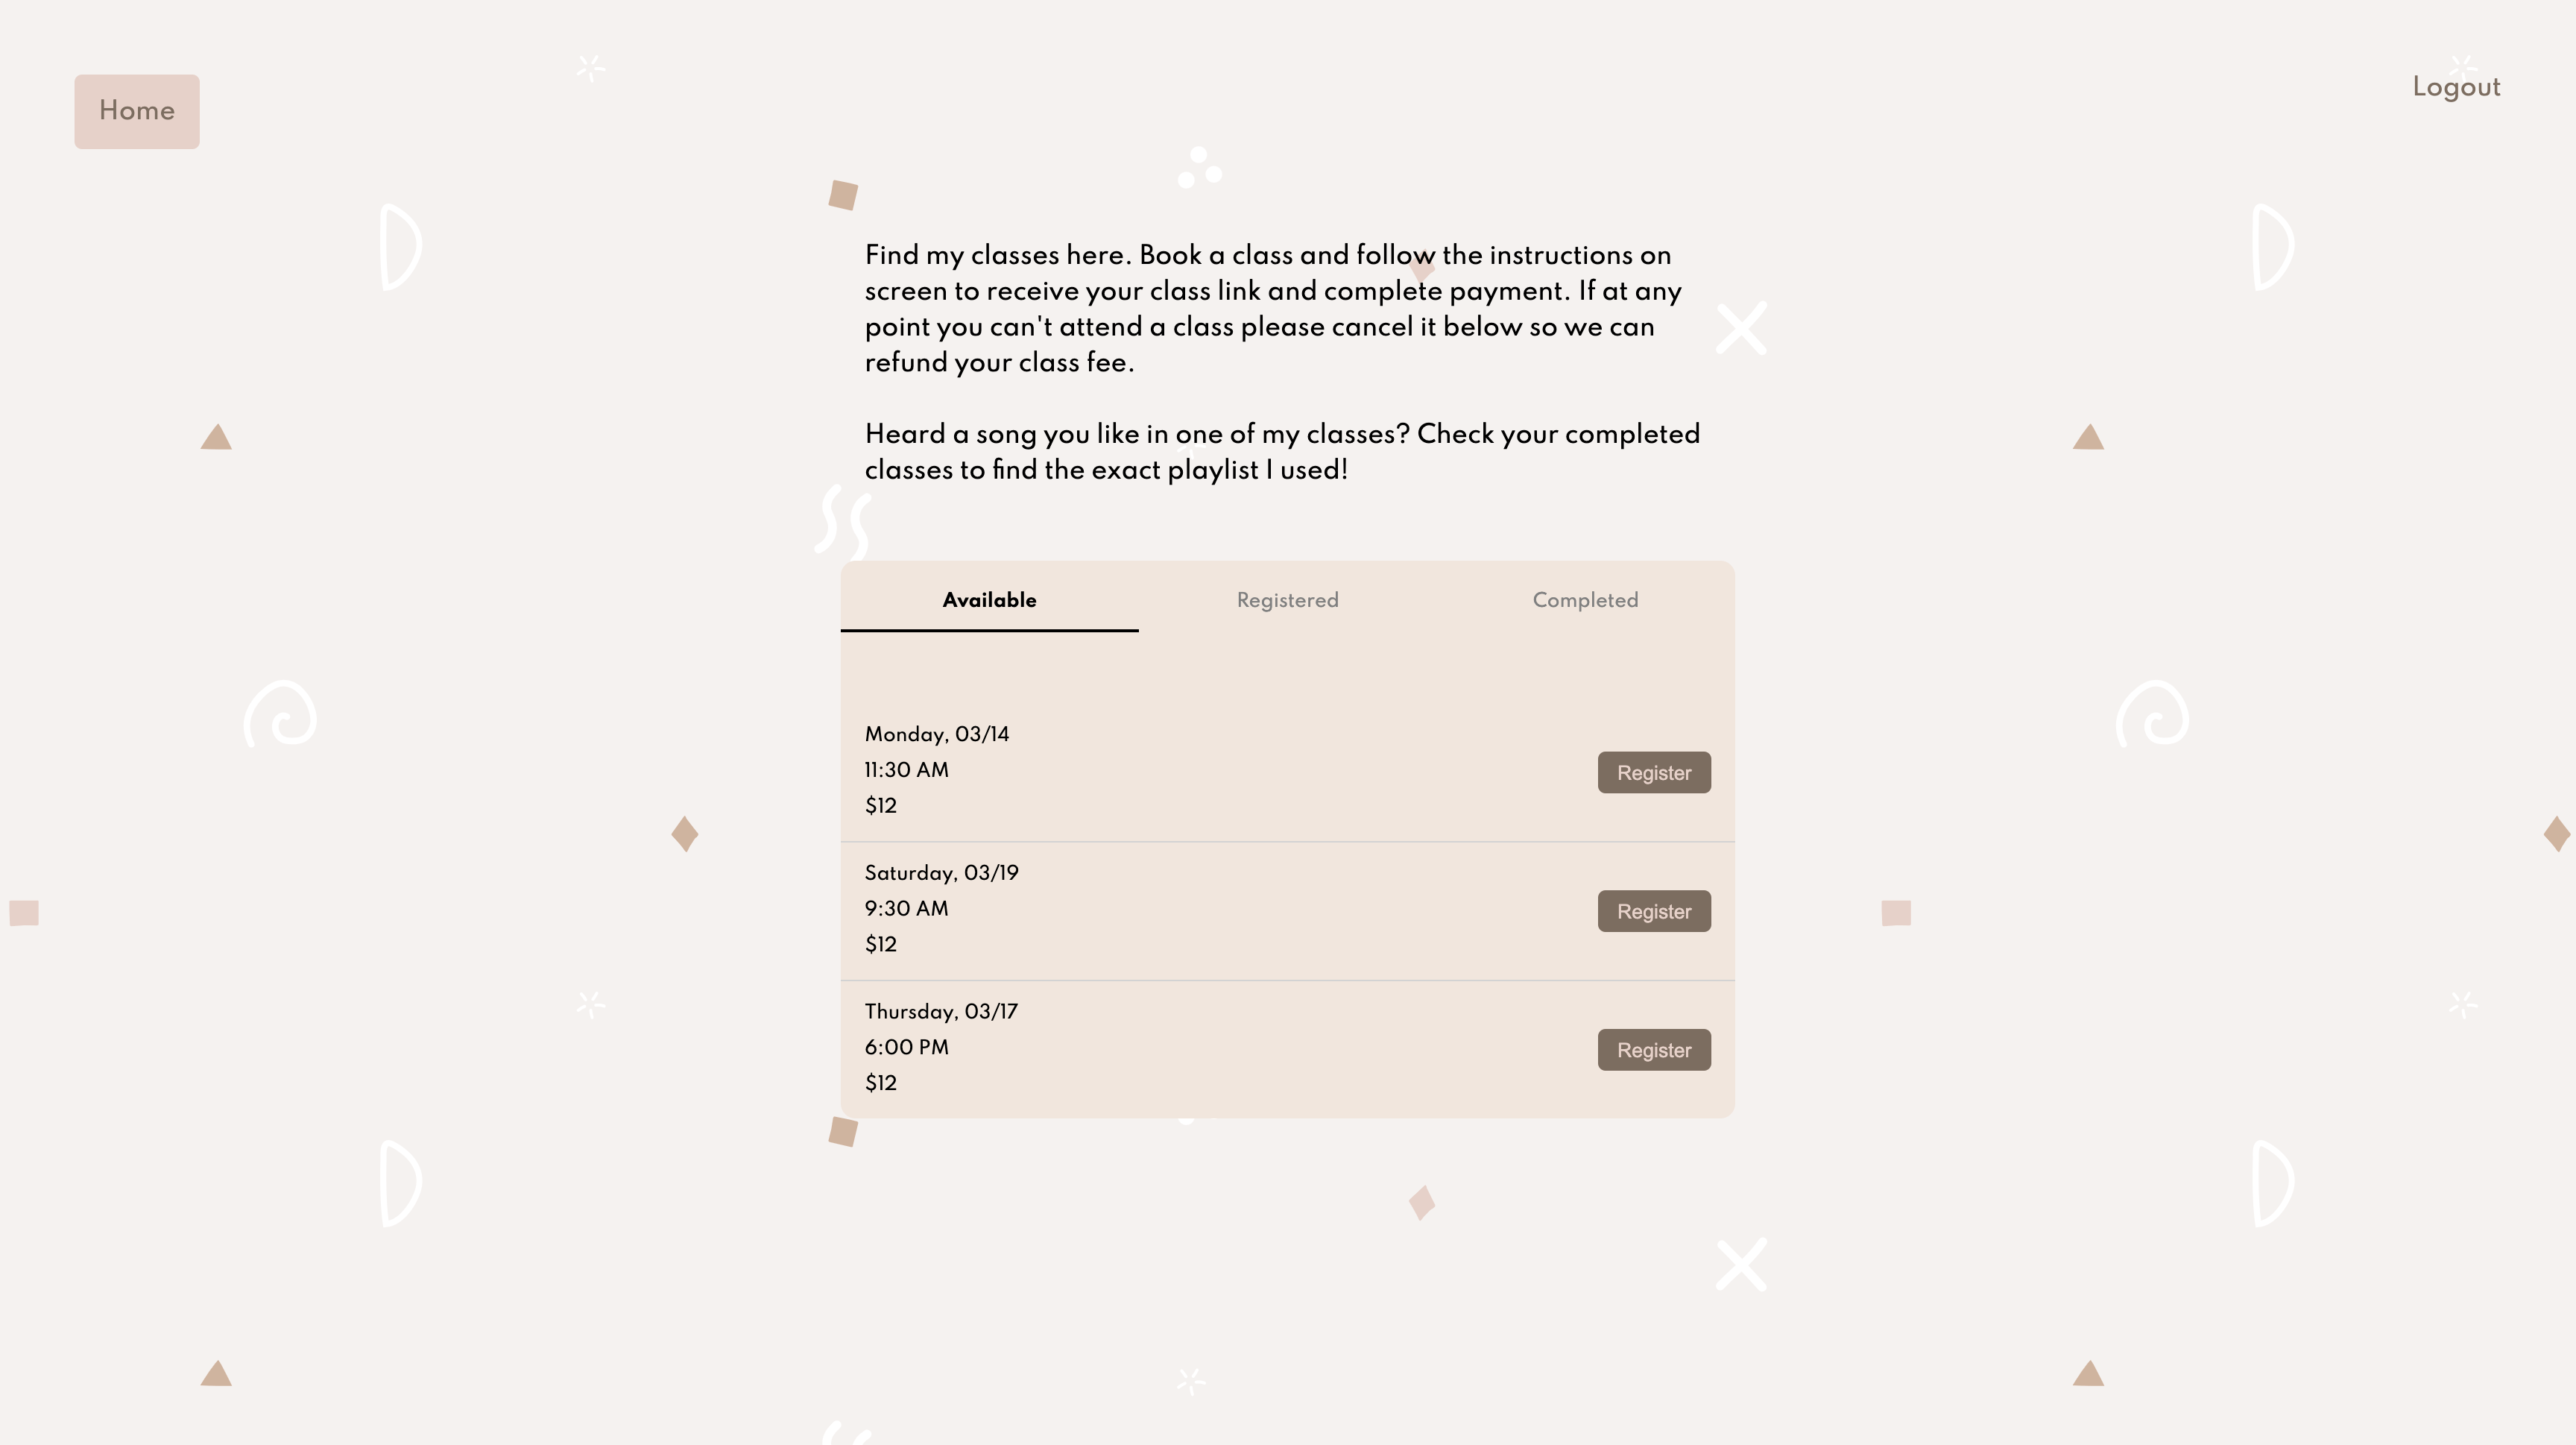 Home
Logout
Find my classes here. Book a class and follow the instructions on
screen to receive your class link and complete payment. If at any
point you can't attend a class please cancel it below so we can
refund your class fee.
Heard a song you like in one of my classes? Check your completed
classes to find the exact playlist I used!
Available
Registered
Completed
Monday, 03/14
11:30 AM
$12
Register
Saturday, 03/19
9:30 AM
$12
Register
Thursday, 03/17
6:00 PM
$12
Register